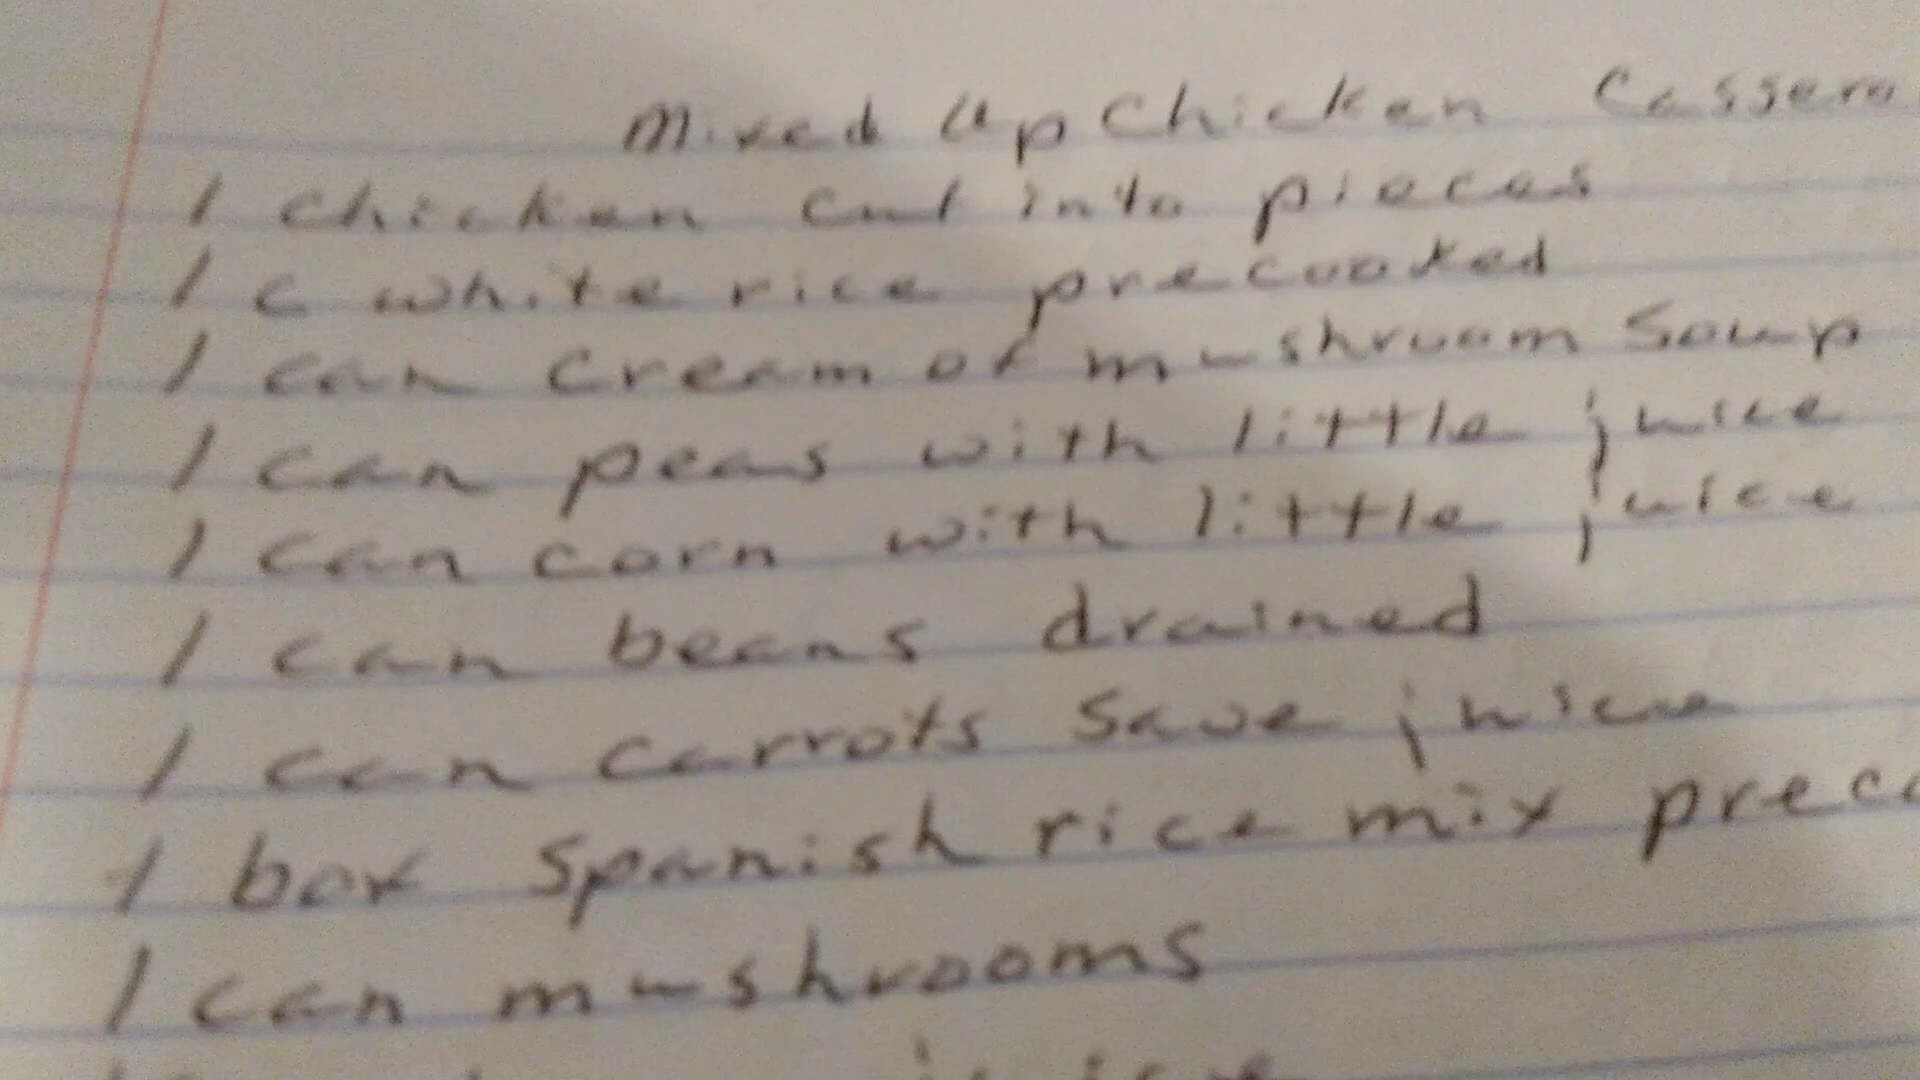 Mixed Up Chicken Cassero
1 chicken cut into pieces
1 c white rice precooked
1 can cream of mushroom soup
1 can peas with little juice
1 can corn with little juice
1 can beans drained
1 can carrots save juice
1 box Spanish rice mix preco
1 can mushrooms